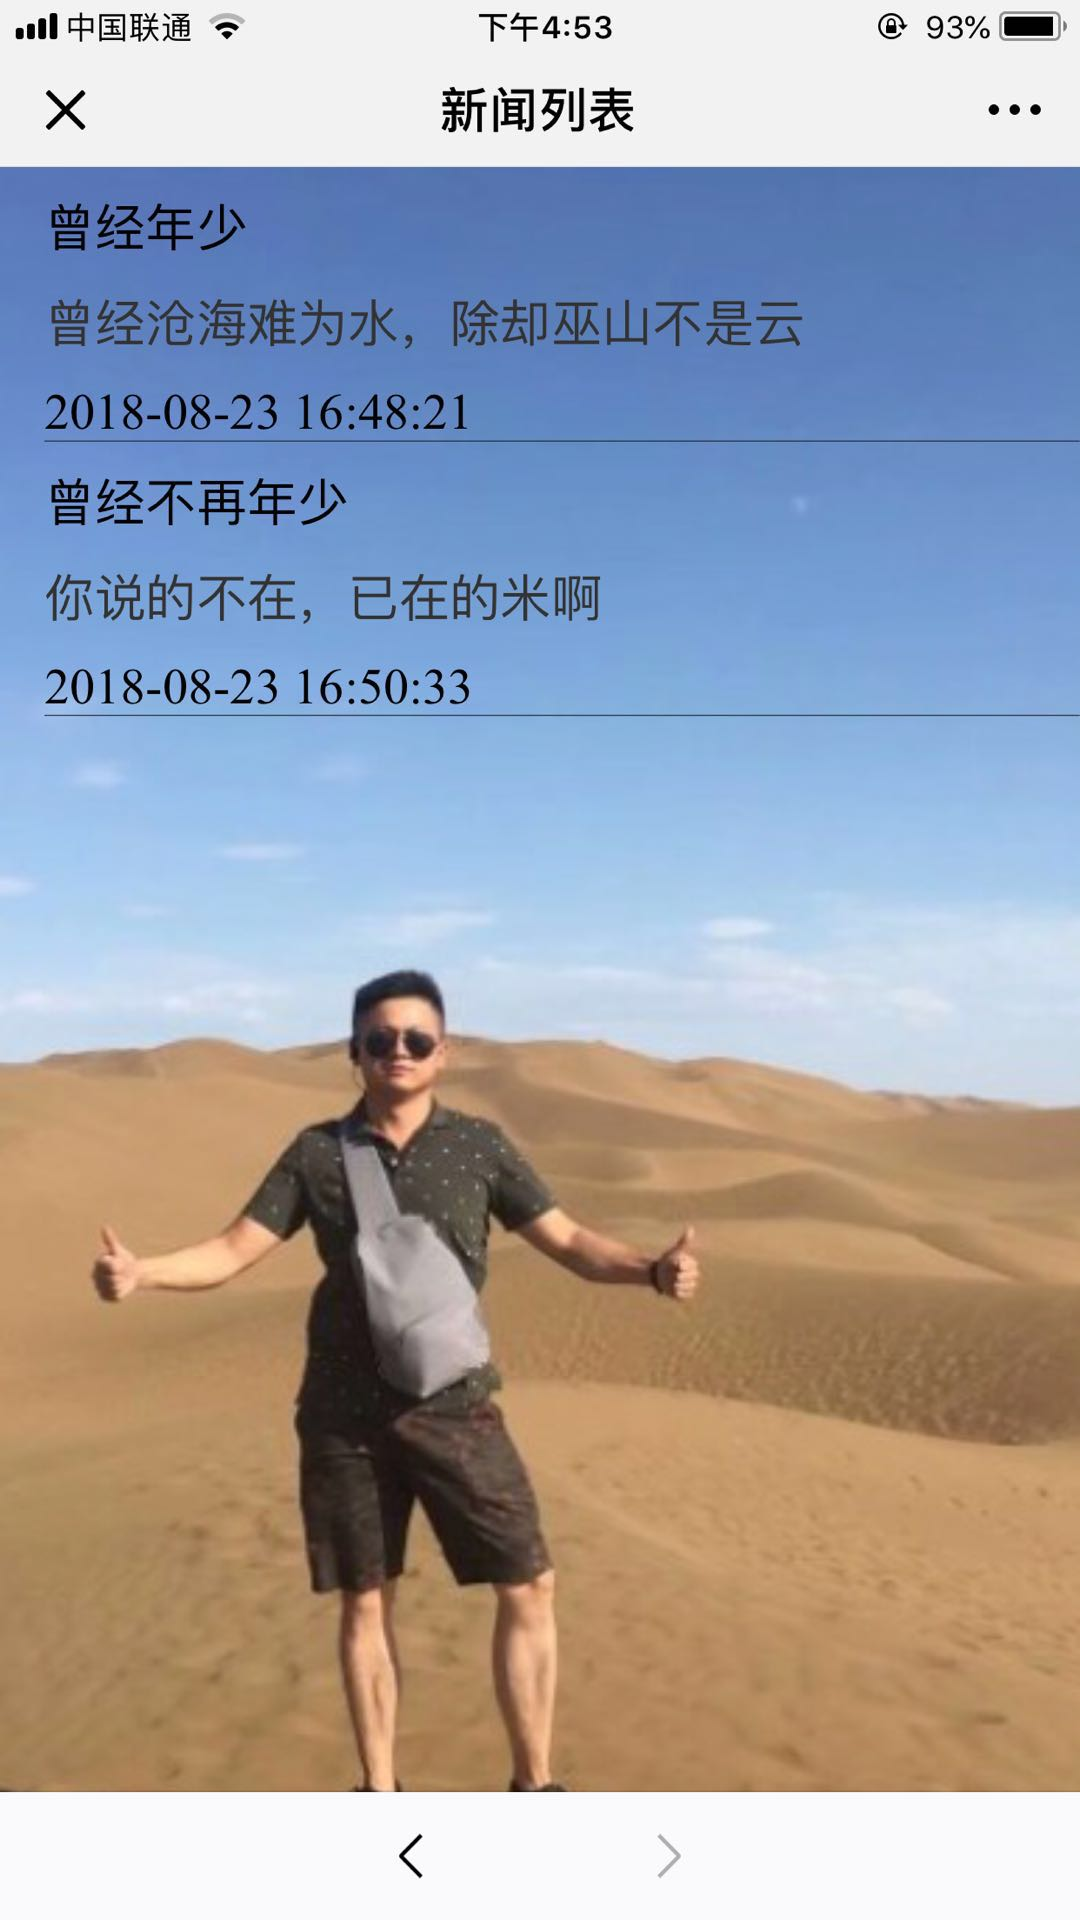 中国联通 下午4:53 93%
新闻列表
曾经年少
曾经沧海难为水，除却巫山不是云
2018-08-23 16:48:21
曾经不再年少
你说的不在，已在的米啊
2018-08-23 16:50:33